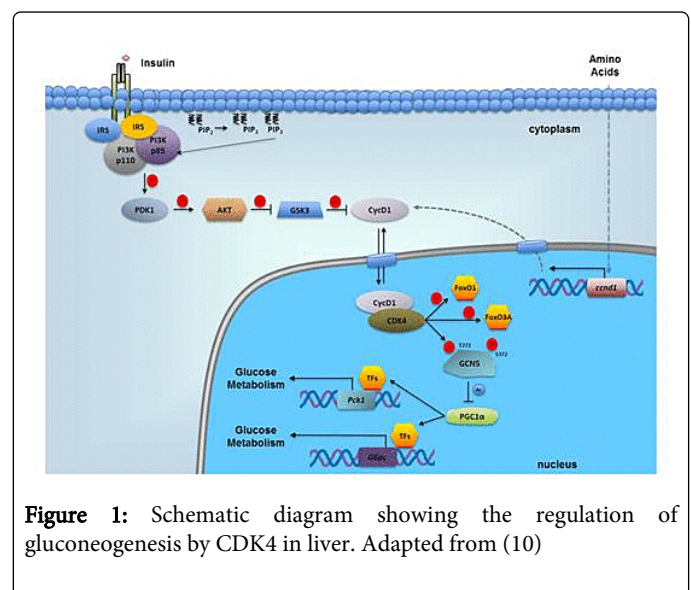 Insulin
Amino
Acids
IRS
IRS
PI3K
p110
PI3K
p85
PIP₂
PIP₃
PIP₃
cytoplasm
PDK1
AKT
GSK3
CycD1
ccnd1
CycD1
CDK4
FoxO1
FoxO3A
T272
S372
GCN5
Ac
PGC1α
Glucose
Metabolism
TFs
Pck1
Glucose
Metabolism
TFs
G6pc
nucleus
Figure 1: Schematic diagram showing the regulation of
gluconeogenesis by CDK4 in liver. Adapted from (10)